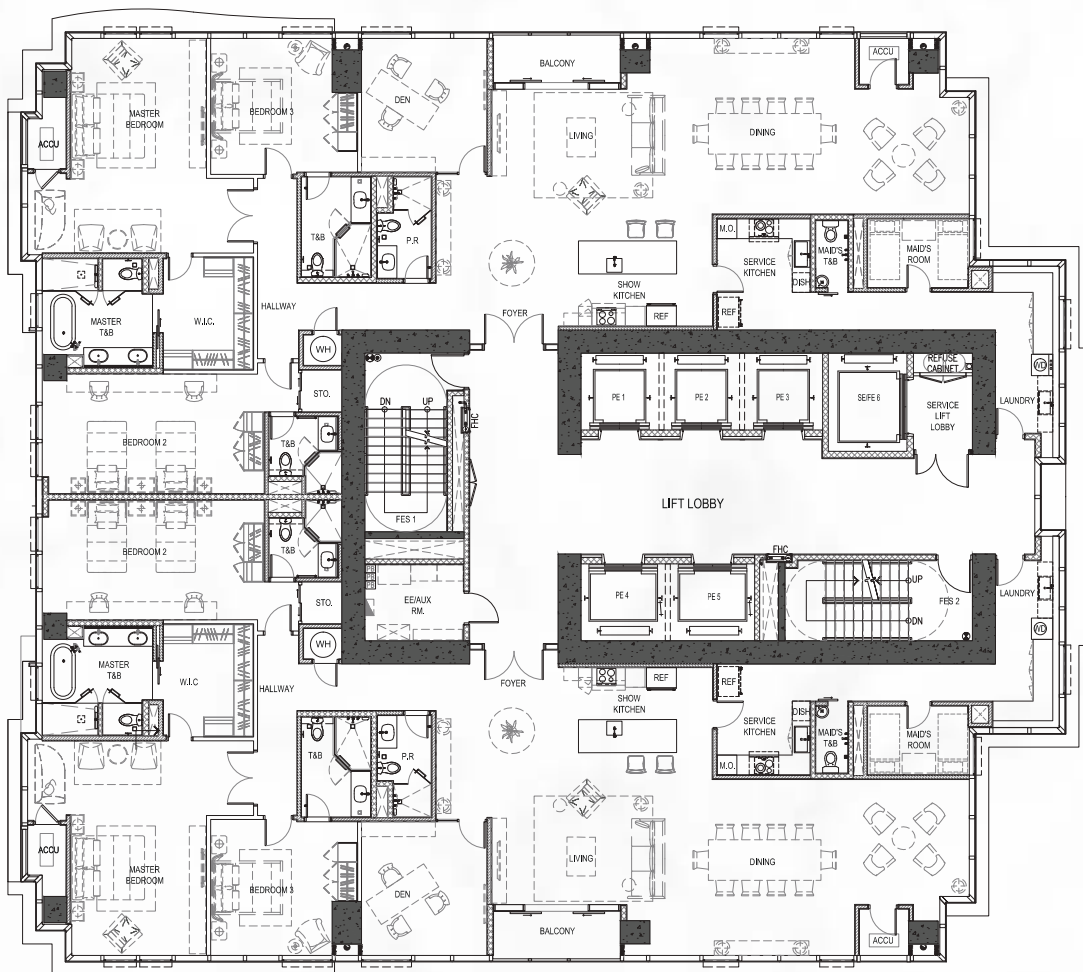 BALCONY
ACCU
MASTER
BEDROOM
BEDROOM 3
DEN
LIVING
DINING
ACCU
T&B
P.R
M.O.
SERVICE
KITCHEN
MAID'S
T&B
MAID'S
ROOM
DISH
SHOW
KITCHEN
REF
REF
MASTER
T&B
W.I.C.
HALLWAY
FOYER
WH
STO.
DN
UP
FHC
FES 1
PE 1
PE 2
PE 3
SE/FE 6
REFUSE
CABINET
SERVICE
LIFT
LOBBY
WD
LAUNDRY
BEDROOM 2
T&B
LIFT LOBBY
BEDROOM 2
T&B
STO.
WH
EE/AUX
RM.
FHC
PE 4
PE 5
UP
DN
FES 2
LAUNDRY
WD
MASTER
T&B
W.I.C
HALLWAY
FOYER
REF
REF
SHOW
KITCHEN
DISH
SERVICE
KITCHEN
M.O.
MAID'S
T&B
MAID'S
ROOM
T&B
P.R
ACCU
MASTER
BEDROOM
BEDROOM 3
DEN
LIVING
DINING
BALCONY
ACCU